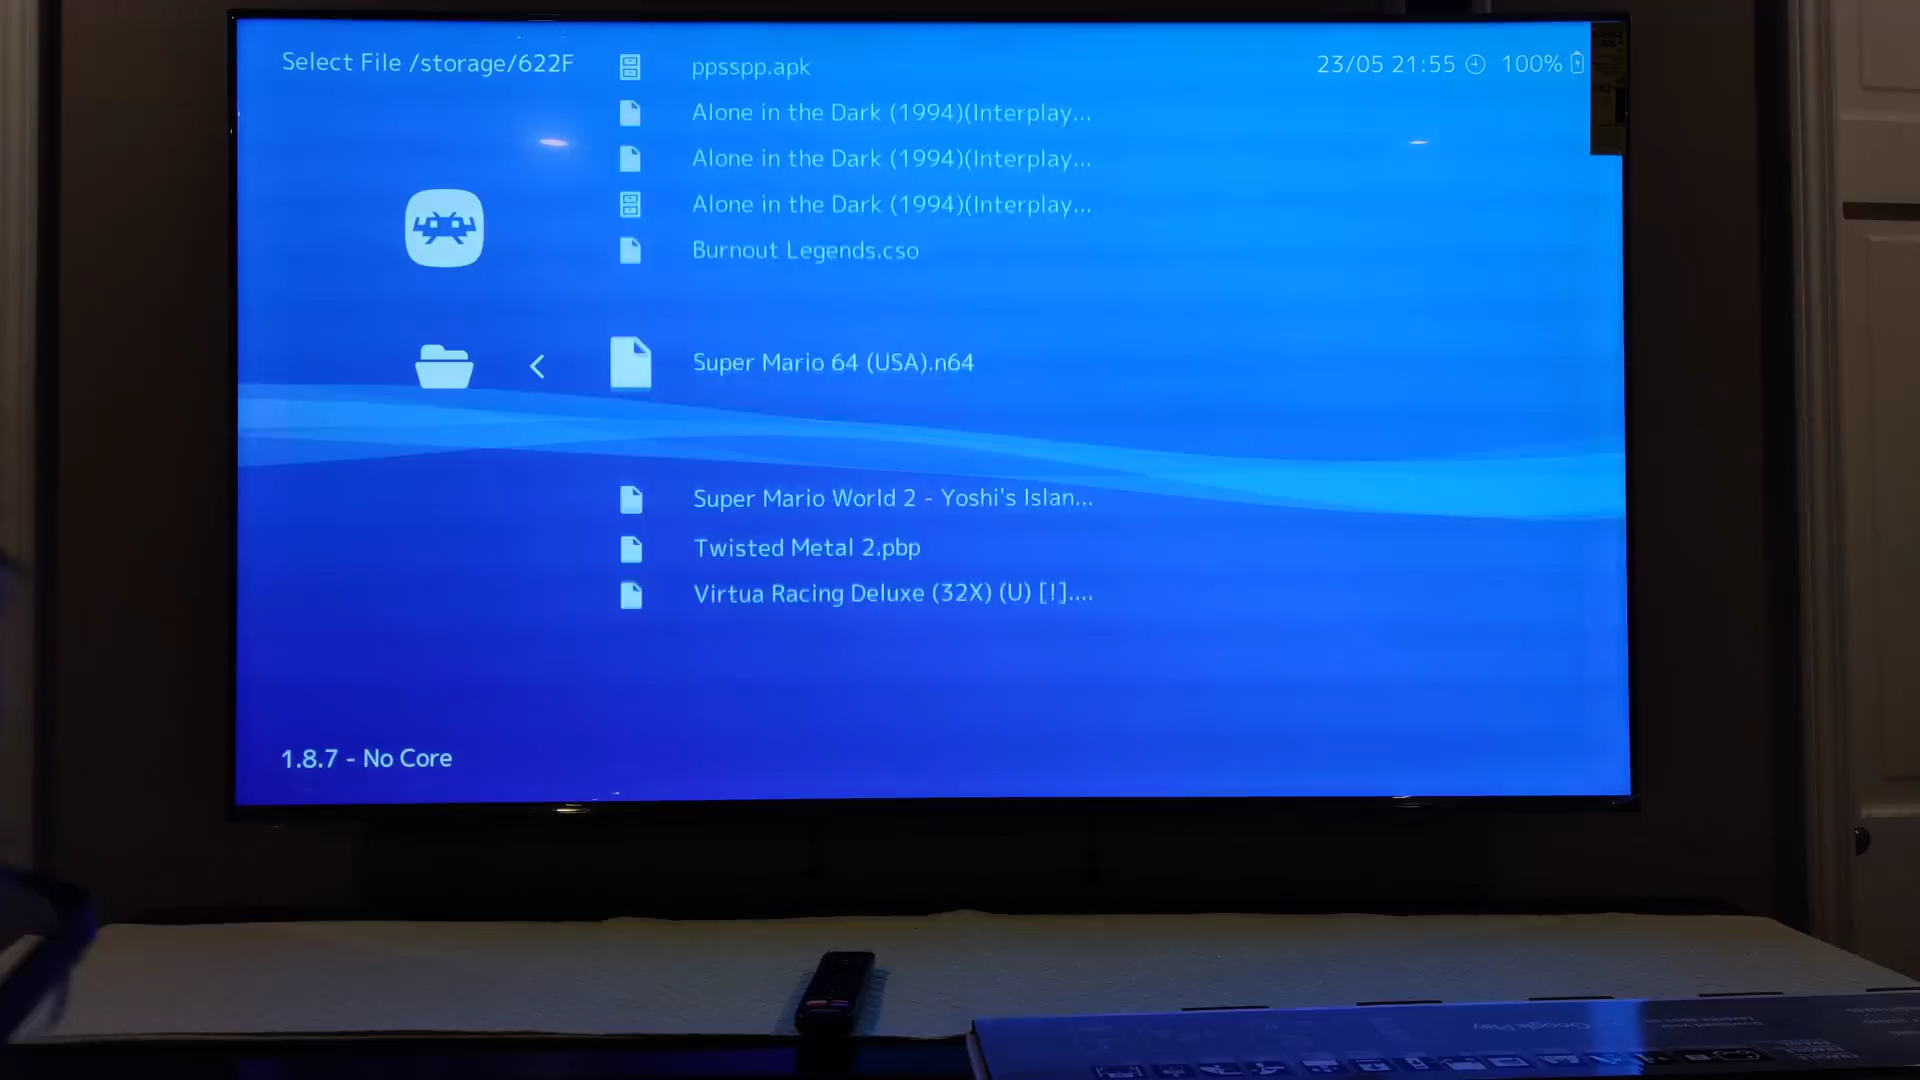 Select File /storage/622F
23/05 21:55 100%
ppsspp.apk
Alone in the Dark (1994)(Interplay...
Alone in the Dark (1994)(Interplay...
Alone in the Dark (1994)(Interplay...
Burnout Legends.cso
Super Mario 64 (USA).n64
Super Mario World 2 - Yoshi's Islan...
Twisted Metal 2.pbp
Virtua Racing Deluxe (32X) (U) [!]....
1.8.7 - No Core
Google Play